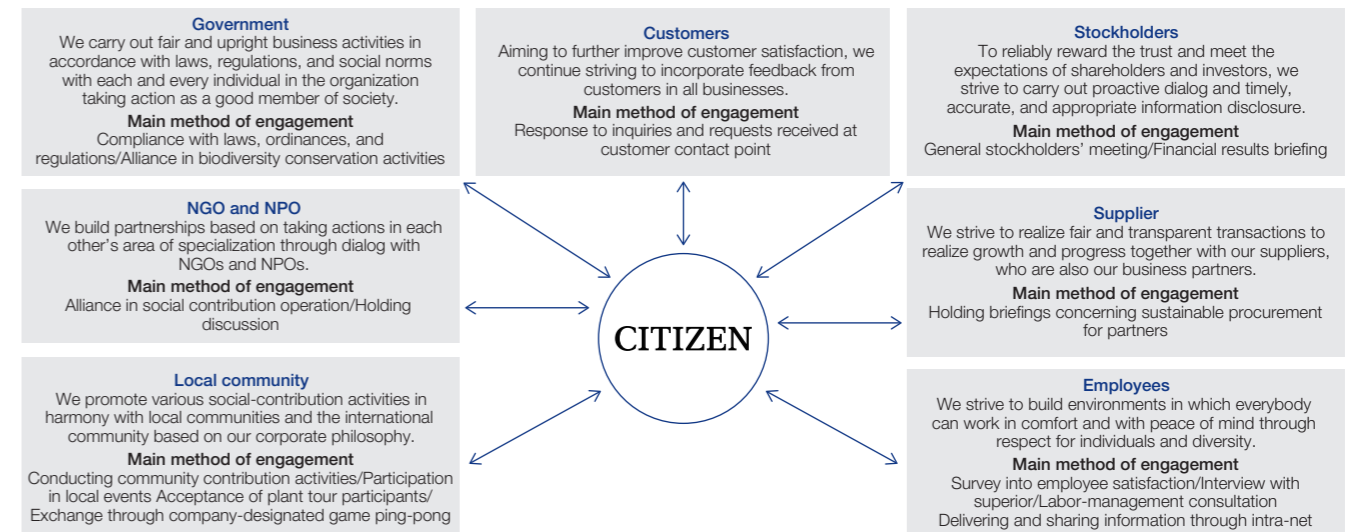 Government
We carry out fair and upright business activities in
accordance with laws, regulations, and social norms
with each and every individual in the organization
taking action as a good member of society.
Main method of engagement
Compliance with laws, ordinances, and
regulations/Alliance in biodiversity conservation activities
Customers
Aiming to further improve customer satisfaction, we
continue striving to incorporate feedback from
customers in all businesses.
Main method of engagement
Response to inquiries and requests received at
customer contact point
Stockholders
To reliably reward the trust and meet the
expectations of shareholders and investors, we
strive to carry out proactive dialog and timely,
accurate, and appropriate information disclosure.
Main method of engagement
General stockholders' meeting/Financial results briefing
NGO and NPO
We build partnerships based on taking actions in each
other's area of specialization through dialog with
NGOs and NPOs.
Main method of engagement
Alliance in social contribution operation/Holding
discussion
CITIZEN
Supplier
We strive to realize fair and transparent transactions to
realize growth and progress together with our suppliers,
who are also our business partners.
Main method of engagement
Holding briefings concerning sustainable procurement
for partners
Local community
We promote various social-contribution activities in
harmony with local communities and the international
community based on our corporate philosophy.
Main method of engagement
Conducting community contribution activities/Participation
in local events Acceptance of plant tour participants/
Exchange through company-designated game ping-pong
Employees
We strive to build environments in which everybody
can work in comfort and with peace of mind through
respect for individuals and diversity.
Main method of engagement
Survey into employee satisfaction/Interview with
superior/Labor-management consultation
Delivering and sharing information through intra-net